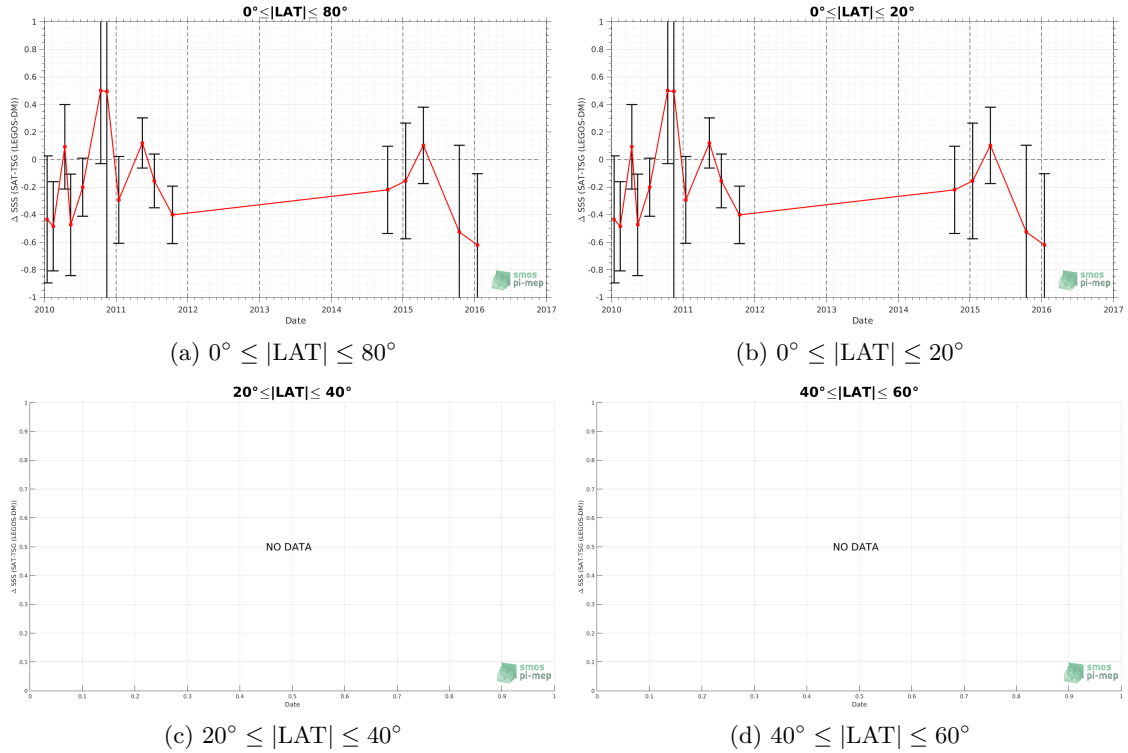 0°≤|LAT|≤ 80°
Δ SSS (SAT-TSG (LEGOS-DM))
1
0.8
0.6
0.4
0.2
0
-0.2
-0.4
-0.6
-0.8
-1
2010 2011 2012 2013 2014 2015 2016 2017
Date
smos
pi-mep
(a) 0° ≤ |LAT| ≤ 80°
0°≤|LAT|≤ 20°
Δ SSS (SAT-TSG (LEGOS-DM))
1
0.8
0.6
0.4
0.2
0
-0.2
-0.4
-0.6
-0.8
-1
2010 2011 2012 2013 2014 2015 2016 2017
Date
smos
pi-mep
(b) 0° ≤ |LAT| ≤ 20°
20°≤|LAT|≤ 40°
Δ SSS (SAT-TSG (LEGOS-DM))
1
0.9
0.8
0.7
0.6
0.5
0.4
0.3
0.2
0.1
0
NO DATA
0 0.1 0.2 0.3 0.4 0.5 0.6 0.7 0.8 0.9 1
Date
smos
pi-mep
(c) 20° ≤ |LAT| ≤ 40°
40°≤|LAT|≤ 60°
Δ SSS (SAT-TSG (LEGOS-DM))
1
0.9
0.8
0.7
0.6
0.5
0.4
0.3
0.2
0.1
0
NO DATA
0 0.1 0.2 0.3 0.4 0.5 0.6 0.7 0.8 0.9 1
Date
smos
pi-mep
(d) 40° ≤ |LAT| ≤ 60°